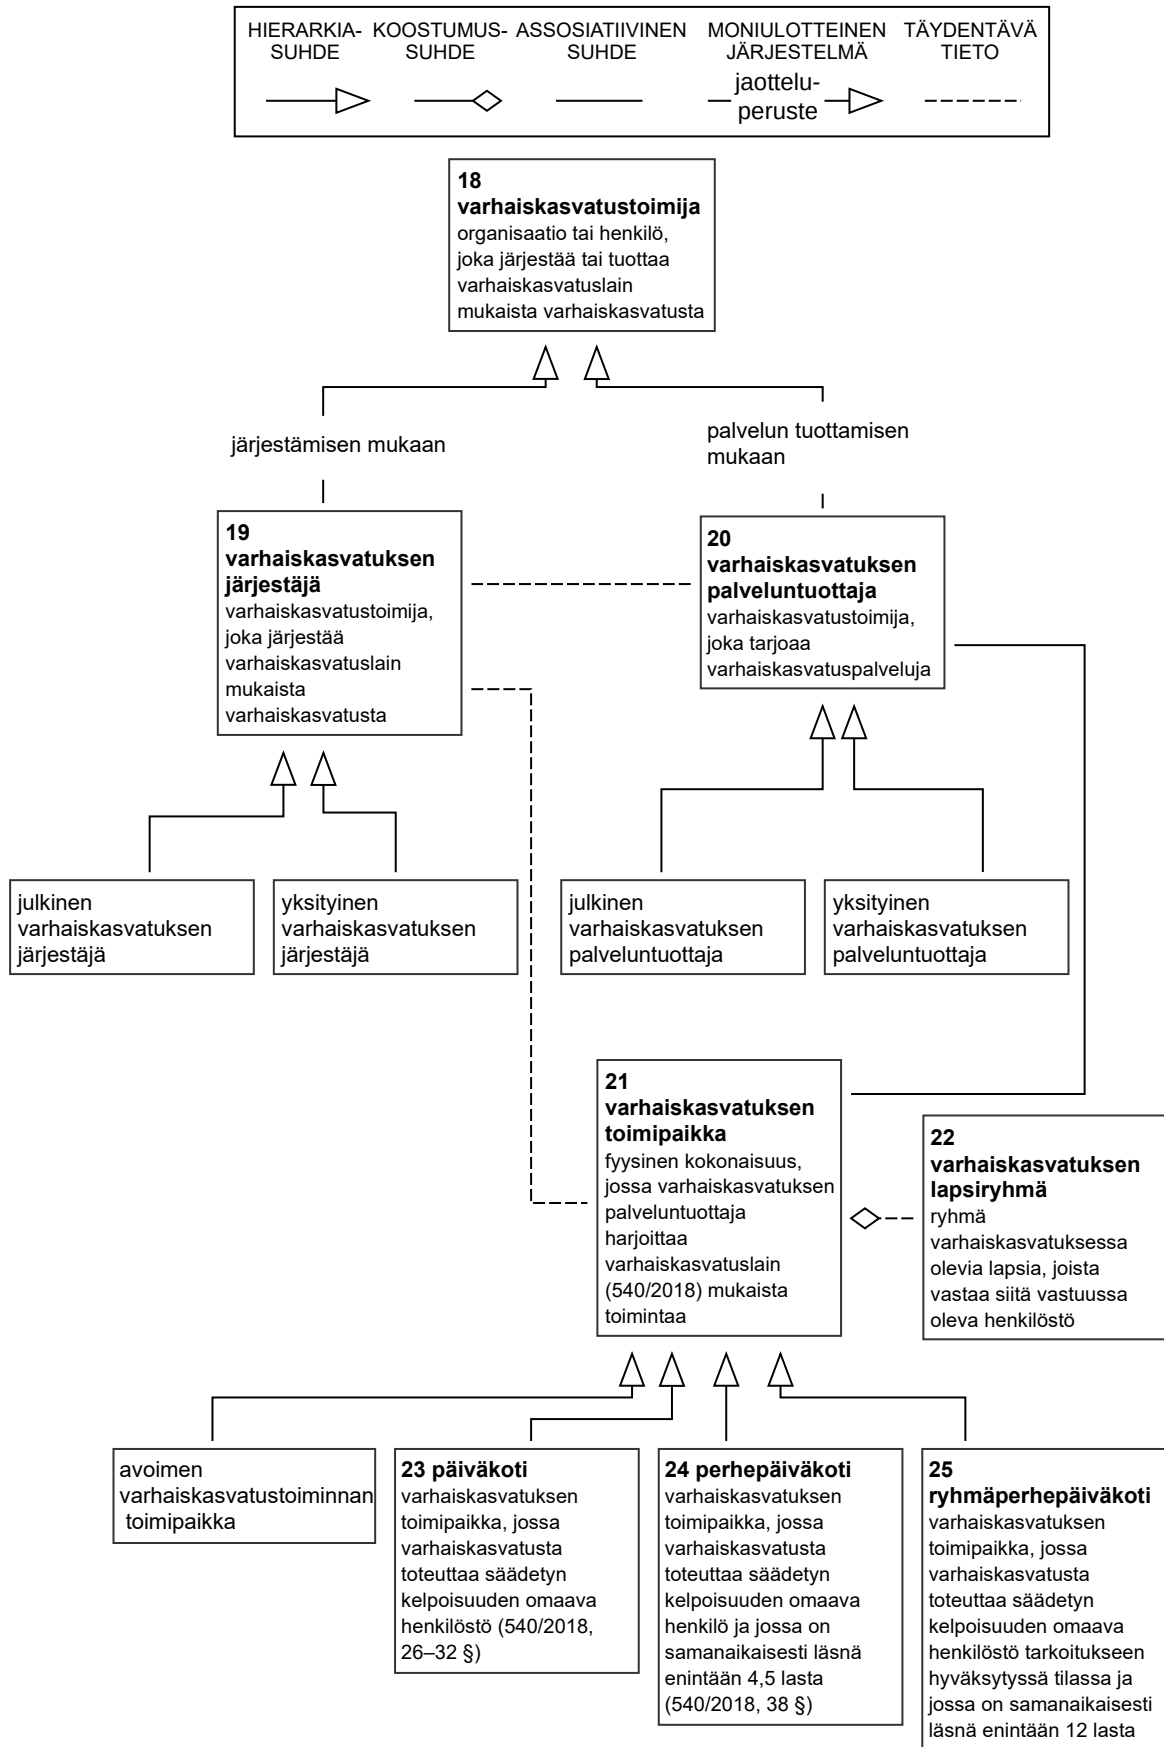 HIERARKIA-
SUHDE
KOOSTUMUS-
SUHDE
ASSOSIATIIVINEN
SUHDE
MONIULOTTEINEN
JÄRJESTELMÄ
jaottelu-
peruste
TÄYDENTÄVÄ
TIETO
18
varhaiskasvatustoimija
organisaatio tai henkilö,
joka järjestää tai tuottaa
varhaiskasvatuslain
mukaista varhaiskasvatusta
järjestämisen mukaan
palvelun tuottamisen
mukaan
19
varhaiskasvatuksen
järjestäjä
varhaiskasvatustoimija,
joka järjestää
varhaiskasvatuslain
mukaista
varhaiskasvatusta
20
varhaiskasvatuksen
palveluntuottaja
varhaiskasvatustoimija,
joka tarjoaa
varhaiskasvatuspalveluja
julkinen
varhaiskasvatuksen
järjestäjä
yksityinen
varhaiskasvatuksen
järjestäjä
julkinen
varhaiskasvatuksen
palveluntuottaja
yksityinen
varhaiskasvatuksen
palveluntuottaja
21
varhaiskasvatuksen
toimipaikka
fyysinen kokonaisuus,
jossa varhaiskasvatuksen
palveluntuottaja
harjoittaa
varhaiskasvatuslain
(540/2018) mukaista
toimintaa
22
varhaiskasvatuksen
lapsiryhmä
ryhmä
varhaiskasvatuksessa
olevia lapsia, joista
vastaa siitä vastuussa
oleva henkilöstö
avoimen
varhaiskasvatustoiminnan
toimipaikka
23 päiväkoti
varhaiskasvatuksen
toimipaikka, jossa
varhaiskasvatusta
toteuttaa säädetyn
kelpoisuuden omaava
henkilöstö (540/2018,
26–32 §)
24 perhepäiväkoti
varhaiskasvatuksen
toimipaikka, jossa
varhaiskasvatusta
toteuttaa säädetyn
kelpoisuuden omaava
henkilö ja jossa on
samanaikaisesti läsnä
enintään 4,5 lasta
(540/2018, 38 §)
25
ryhmäperhepäiväkoti
varhaiskasvatuksen
toimipaikka, jossa
varhaiskasvatusta
toteuttaa säädetyn
kelpoisuuden omaava
henkilöstö tarkoitukseen
hyväksytyssä tilassa ja
jossa on samanaikaisesti
läsnä enintään 12 lasta